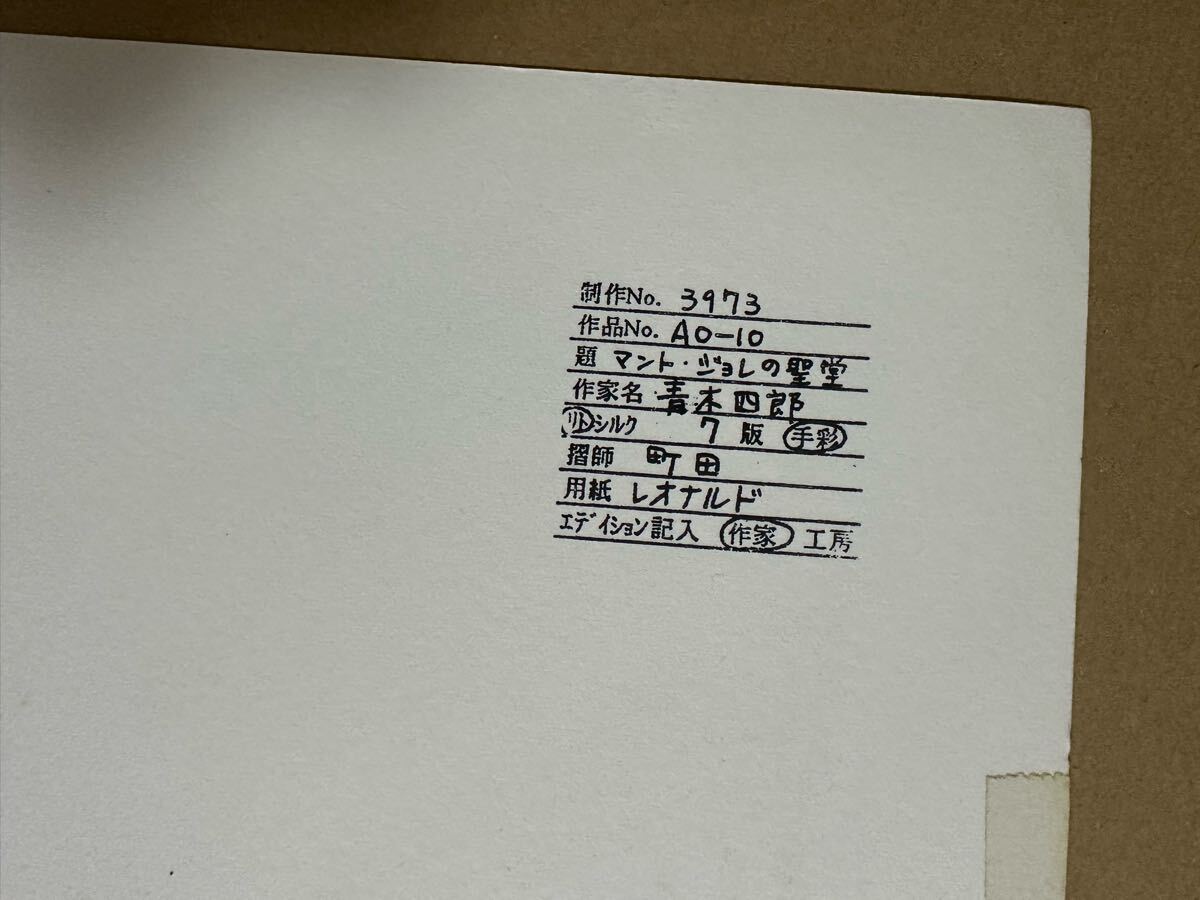 制作No. 3973
作品No. AO-10
題 マント・ジョレの聖堂
作家名 青木四郎
リト シルク 7 版 手彩
摺師 町田
用紙 レオナルド
エディション記入 作家 工房